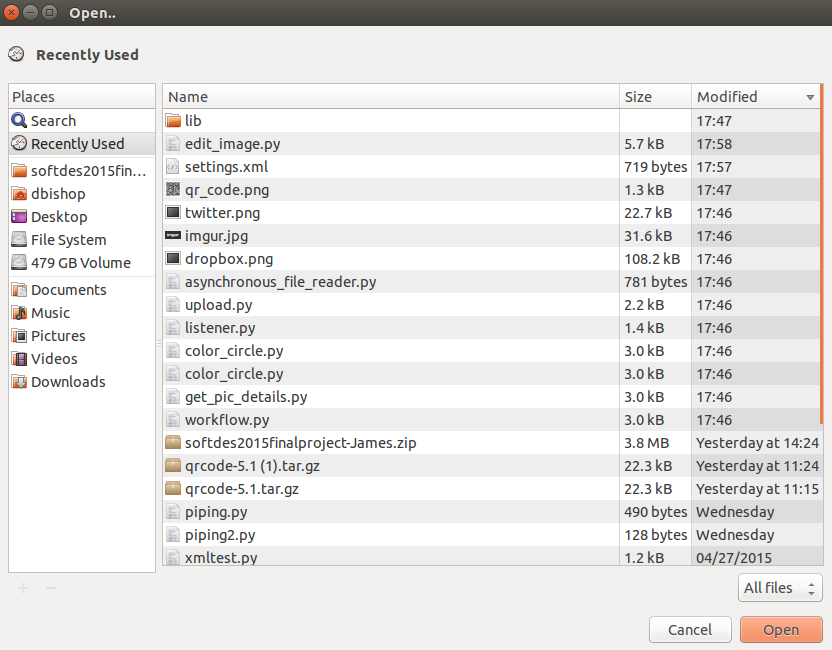 Open..
Recently Used
Places
Search
Recently Used
softdes2015fin...
dbishop
Desktop
File System
479 GB Volume
Documents
Music
Pictures
Videos
Downloads
Name Size Modified
lib 17:47
edit_image.py 5.7 kB 17:58
settings.xml 719 bytes 17:57
qr_code.png 1.3 kB 17:47
twitter.png 22.7 kB 17:46
imgur.jpg 31.6 kB 17:46
dropbox.png 108.2 kB 17:46
asynchronous_file_reader.py 781 bytes 17:46
upload.py 2.2 kB 17:46
listener.py 1.4 kB 17:46
color_circle.py 3.0 kB 17:46
color_circle.py 3.0 kB 17:46
get_pic_details.py 3.0 kB 17:46
workflow.py 3.0 kB 17:46
softdes2015finalproject-James.zip 3.8 MB Yesterday at 14:24
qrcode-5.1 (1).tar.gz 22.3 kB Yesterday at 11:24
qrcode-5.1.tar.gz 22.3 kB Yesterday at 11:15
piping.py 490 bytes Wednesday
piping2.py 128 bytes Wednesday
xmltest.py 1.2 kB 04/27/2015
All files
Cancel Open